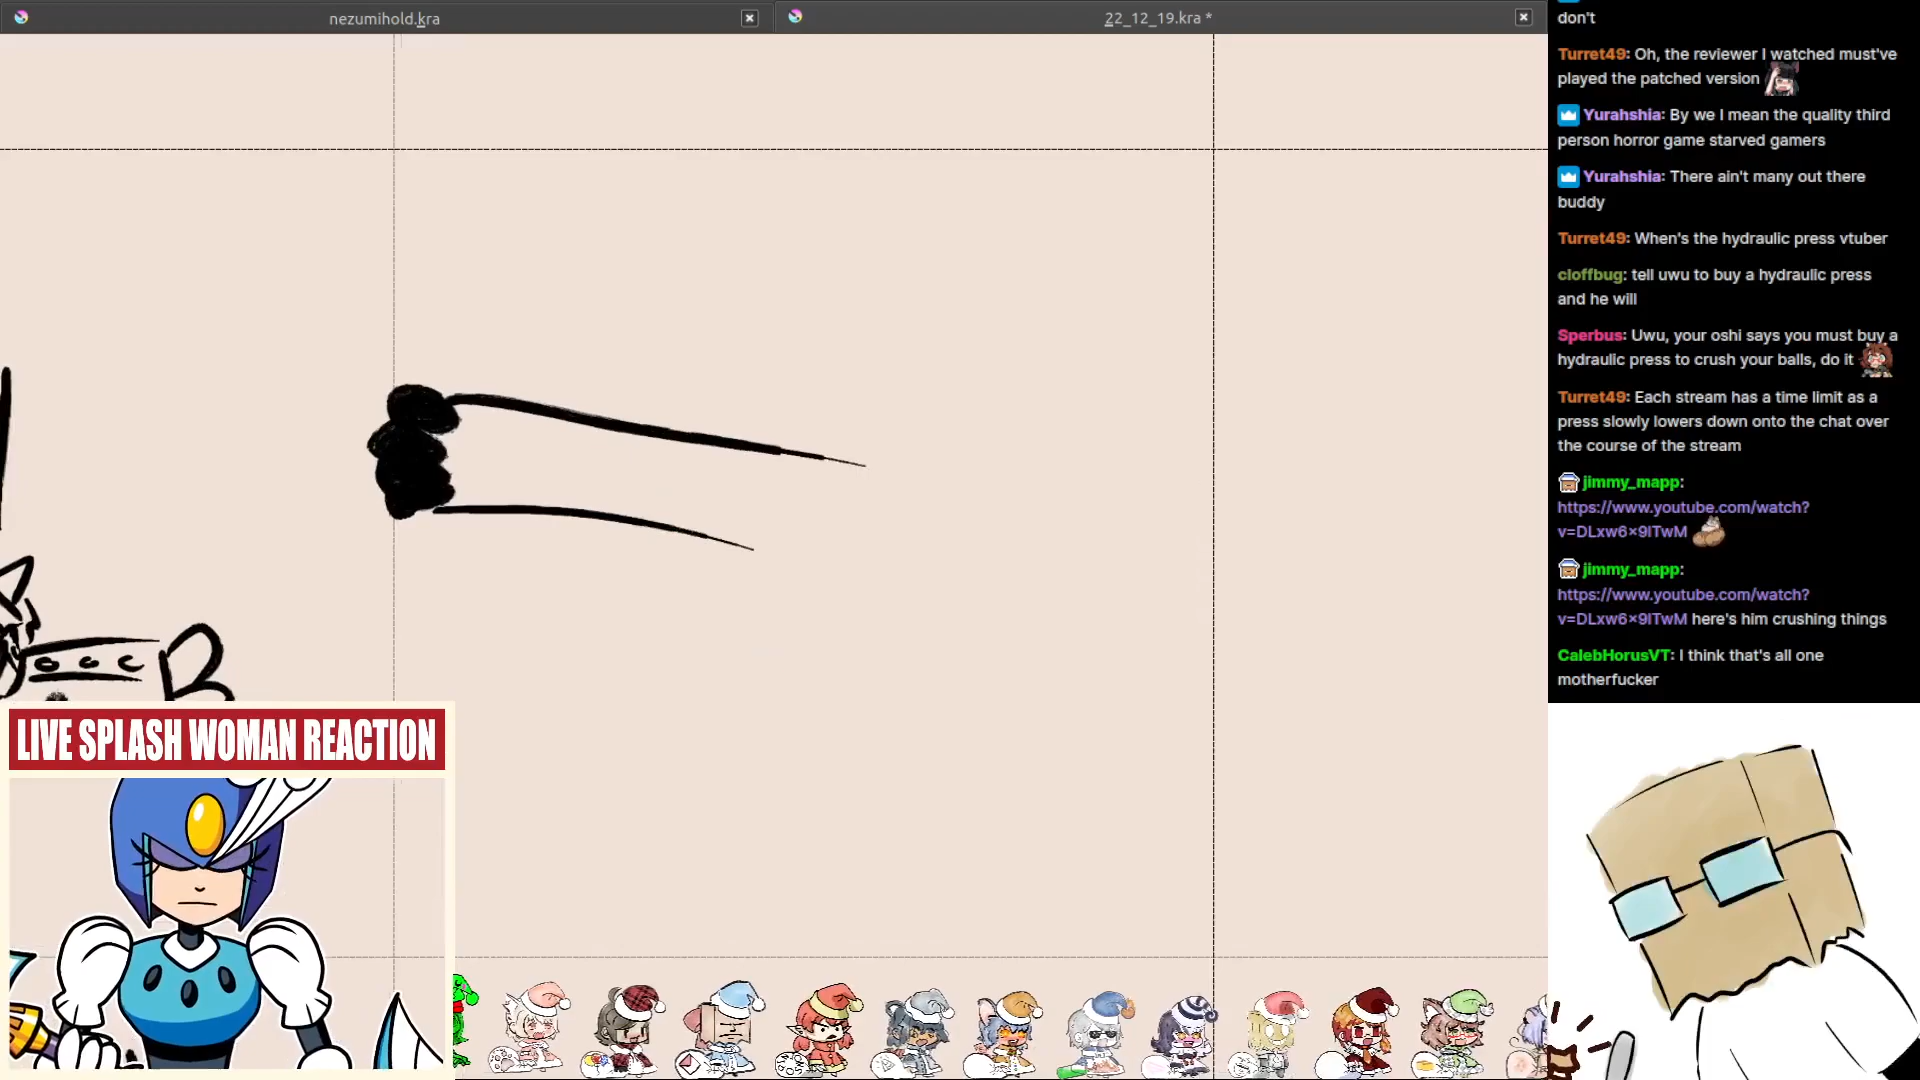 nezumihold.kra
22_12_19.kra *
don't
Turret49: Oh, the reviewer I watched must've
played the patched version
Yurahshia: By we I mean the quality third
person horror game starved gamers
Yurahshia: There ain't many out there
buddy
Turret49: When's the hydraulic press vtuber
cloffbug: tell uwu to buy a hydraulic press
and he will
Sperbus: Uwu, your oshi says you must buy a
hydraulic press to crush your balls, do it
Turret49: Each stream has a time limit as a
press slowly lowers down onto the chat over
the course of the stream
jimmy_mapp:
https://www.youtube.com/watch?
v=DLxw6x9ITwM
jimmy_mapp:
https://www.youtube.com/watch?
v=DLxw6x9ITwM here's him crushing things
CalebHorusVT: I think that's all one
motherfucker
B
LIVE SPLASH WOMAN REACTION